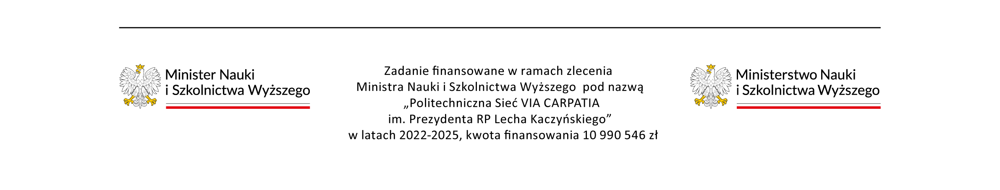 Minister Nauki
i Szkolnictwa Wyższego
Zadanie finansowane w ramach zlecenia
Ministra Nauki i Szkolnictwa Wyższego pod nazwą
„Politechniczna Sieć VIA CARPATIA
im. Prezydenta RP Lecha Kaczyńskiego”
w latach 2022-2025, kwota finansowania 10 990 546 zł
Ministerstwo Nauki
i Szkolnictwa Wyższego